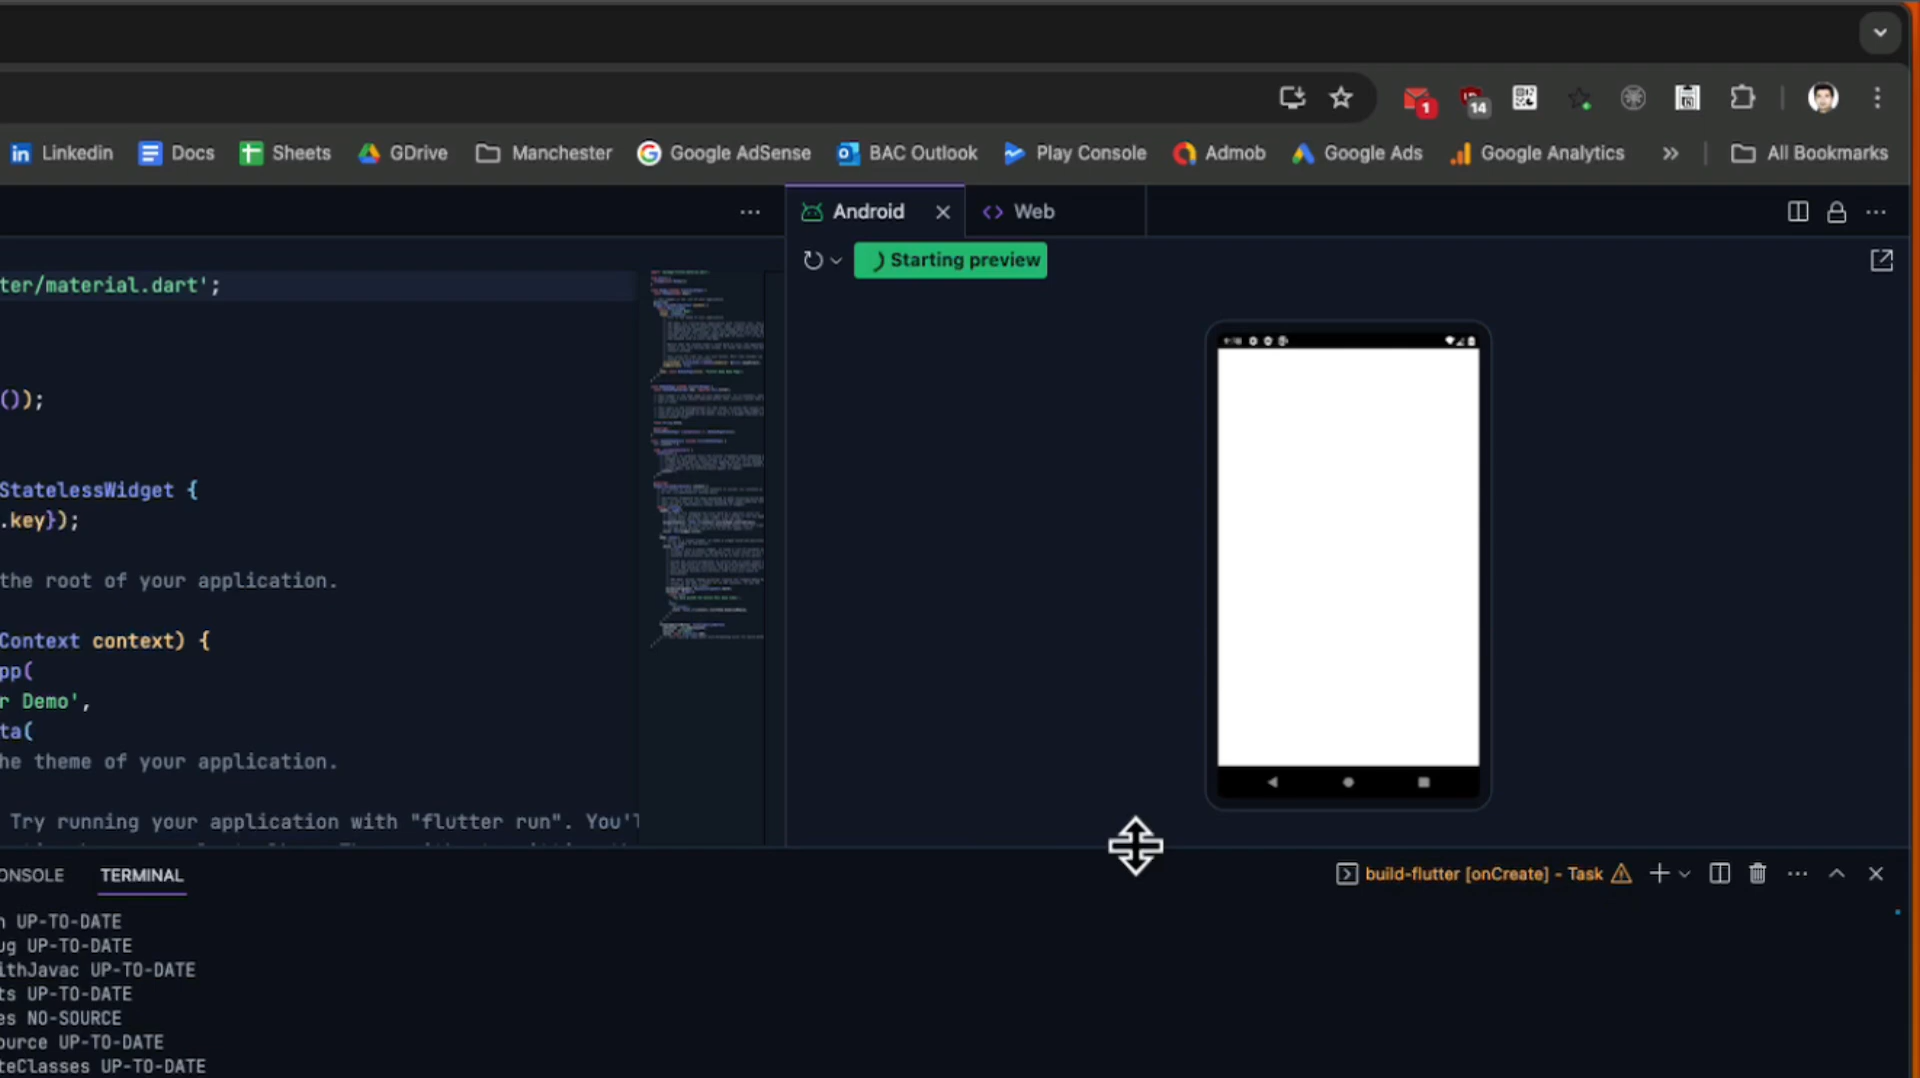 1
14
Linkedin
Docs
Sheets
GDrive
Manchester
Google AdSense
BAC Outlook
Play Console
Admob
Google Ads
Google Analytics
All Bookmarks
Android
Web
Starting preview
ter/material.dart';
());
StatelessWidget {
.key});
the root of your application.
Context context) {
pp(
r Demo',
ta(
he theme of your application.
Try running your application with "flutter run". You'l
ONSOLE
TERMINAL
build-flutter [onCreate] - Task
n UP-TO-DATE
ug UP-TO-DATE
ithJavac UP-TO-DATE
ts UP-TO-DATE
es NO-SOURCE
ource UP-TO-DATE
teClasses UP-TO-DATE